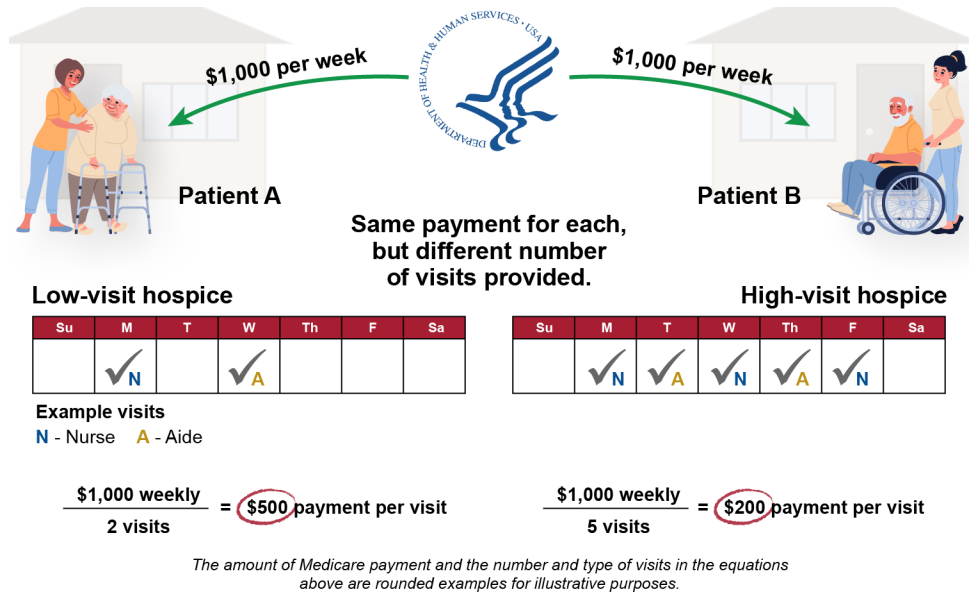 DEPARTMENT OF HEALTH & HUMAN SERVICES • USA
$1,000 per week
$1,000 per week
Patient A
Patient B
Same payment for each,
but different number
of visits provided.
Low-visit hospice
Su M T W Th F Sa
N A
Example visits
N - Nurse A - Aide
$1,000 weekly
2 visits
= $500 payment per visit
High-visit hospice
Su M T W Th F Sa
N A N A N
$1,000 weekly
5 visits
= $200 payment per visit
The amount of Medicare payment and the number and type of visits in the equations
above are rounded examples for illustrative purposes.